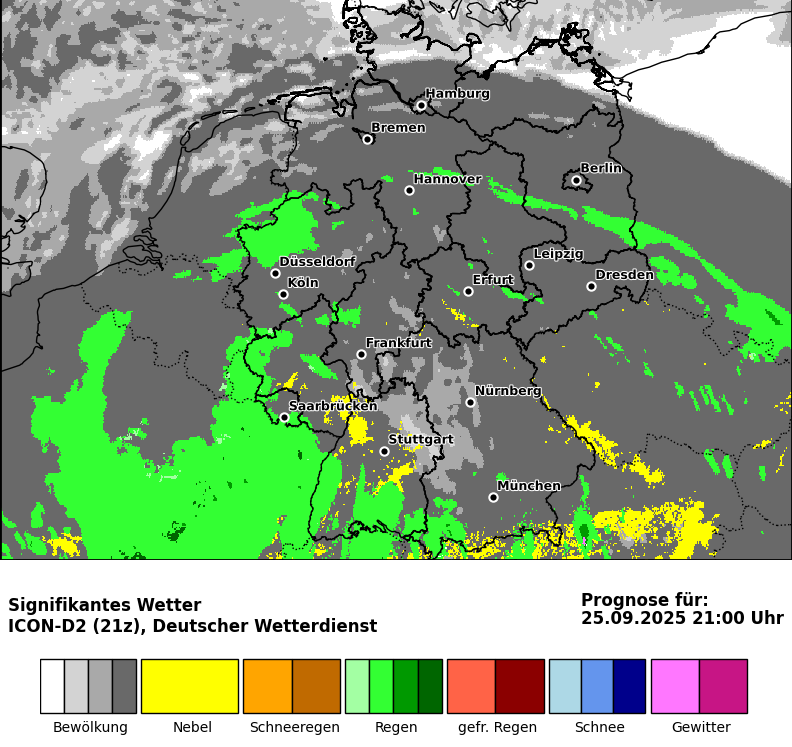 Hamburg
Bremen
Berlin
Hannover
Düsseldorf
Leipzig
Köln
Erfurt
Dresden
Frankfurt
Nürnberg
Saarbrücken
Stuttgart
München
Signifikantes Wetter
ICON-D2 (21z), Deutscher Wetterdienst
Prognose für:
25.09.2025 21:00 Uhr
Bewölkung
Nebel
Schneeregen
Regen
gefr. Regen
Schnee
Gewitter